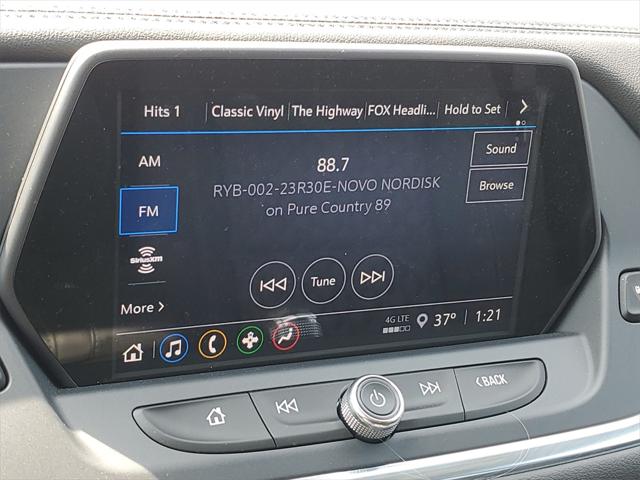 Hits 1 Classic Vinyl The Highway FOX Headli... Hold to Set
AM
88.7
Sound
RYB-002-23R30E-NOVO NORDISK
Browse
FM
on Pure Country 89
SiriusXM
Tune
More
4G LTE
37° 1:21
BACK